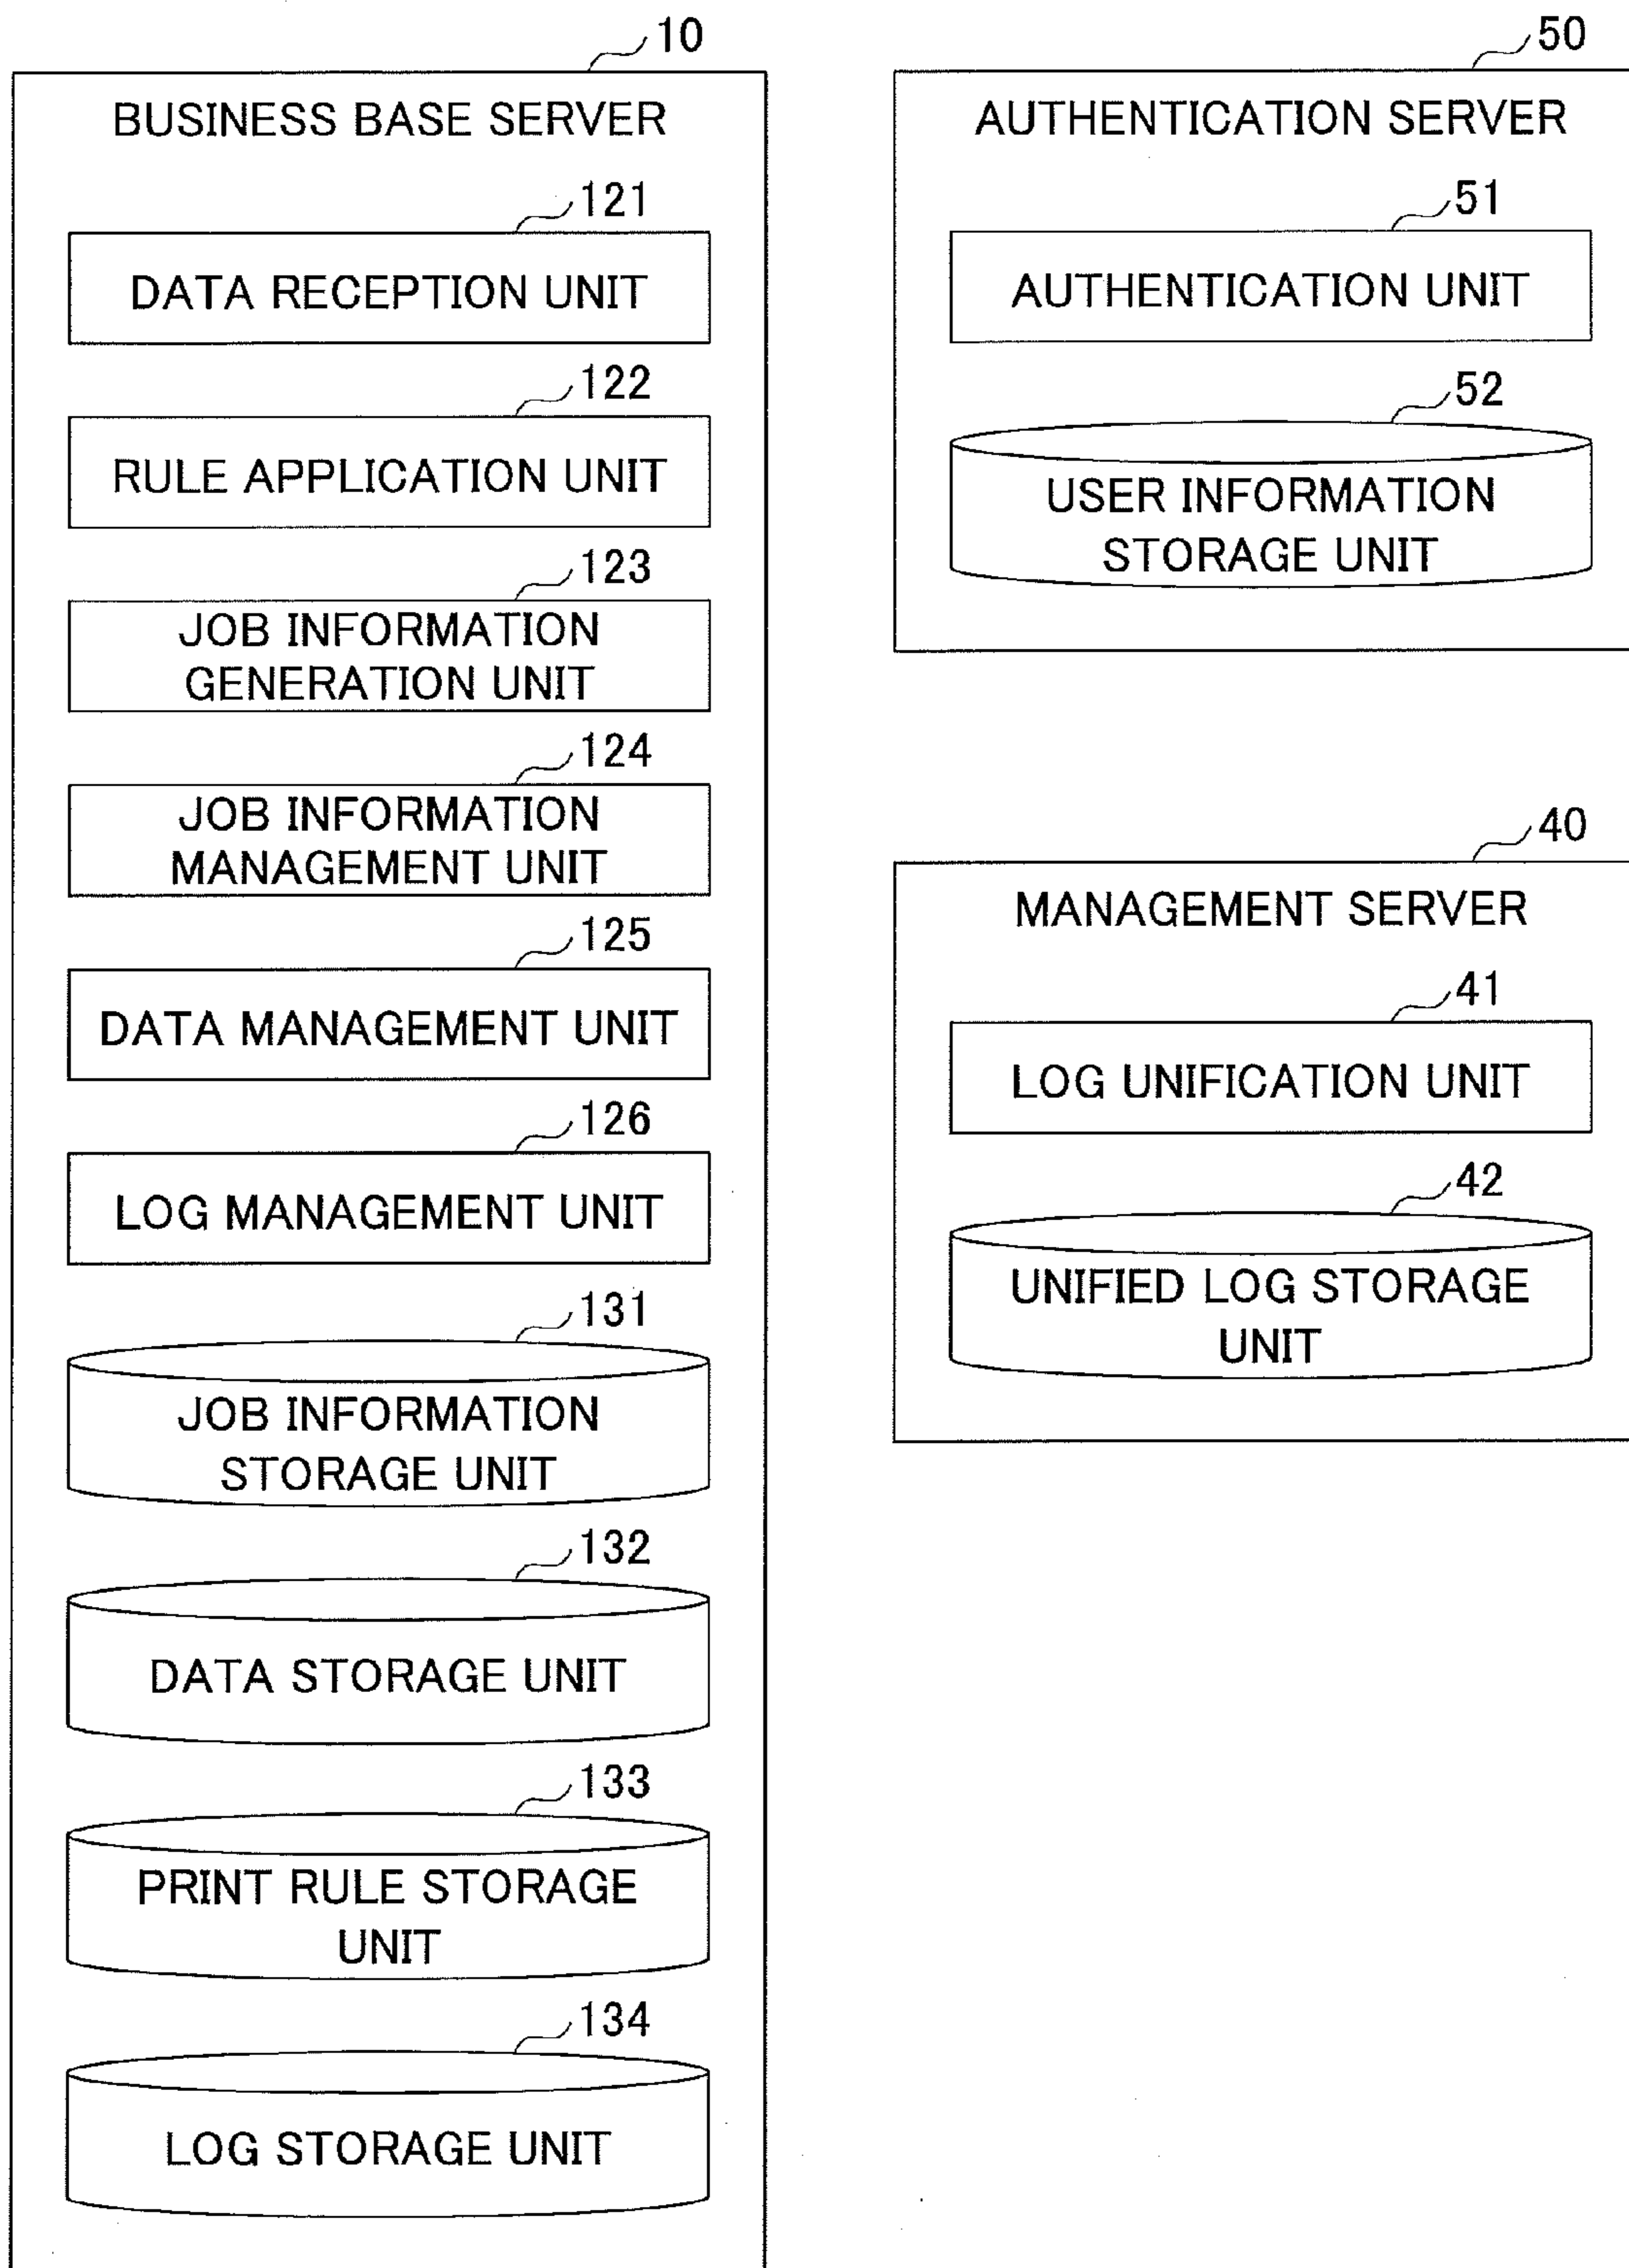 10
BUSINESS BASE SERVER
121
DATA RECEPTION UNIT
122
RULE APPLICATION UNIT
123
JOB INFORMATION
GENERATION UNIT
124
JOB INFORMATION
MANAGEMENT UNIT
125
DATA MANAGEMENT UNIT
126
LOG MANAGEMENT UNIT
131
JOB INFORMATION
STORAGE UNIT
132
DATA STORAGE UNIT
133
PRINT RULE STORAGE
UNIT
134
LOG STORAGE UNIT
50
AUTHENTICATION SERVER
51
AUTHENTICATION UNIT
52
USER INFORMATION
STORAGE UNIT
40
MANAGEMENT SERVER
41
LOG UNIFICATION UNIT
42
UNIFIED LOG STORAGE
UNIT